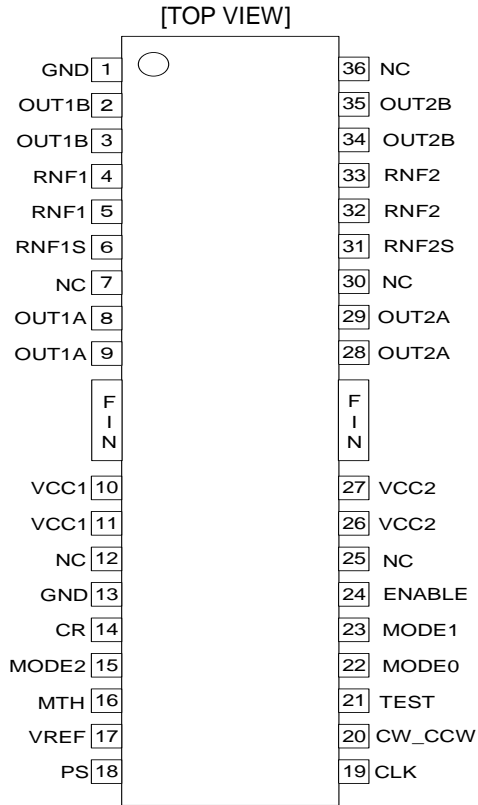 [TOP VIEW]
GND 1 36 NC
OUT1B 2 35 OUT2B
OUT1B 3 34 OUT2B
RNF1 4 33 RNF2
RNF1 5 32 RNF2
RNF1S 6 31 RNF2S
NC 7 30 NC
OUT1A 8 29 OUT2A
OUT1A 9 28 OUT2A
FIN FIN
VCC1 10 27 VCC2
VCC1 11 26 VCC2
NC 12 25 NC
GND 13 24 ENABLE
CR 14 23 MODE1
MODE2 15 22 MODE0
MTH 16 21 TEST
VREF 17 20 CW_CCW
PS 18 19 CLK